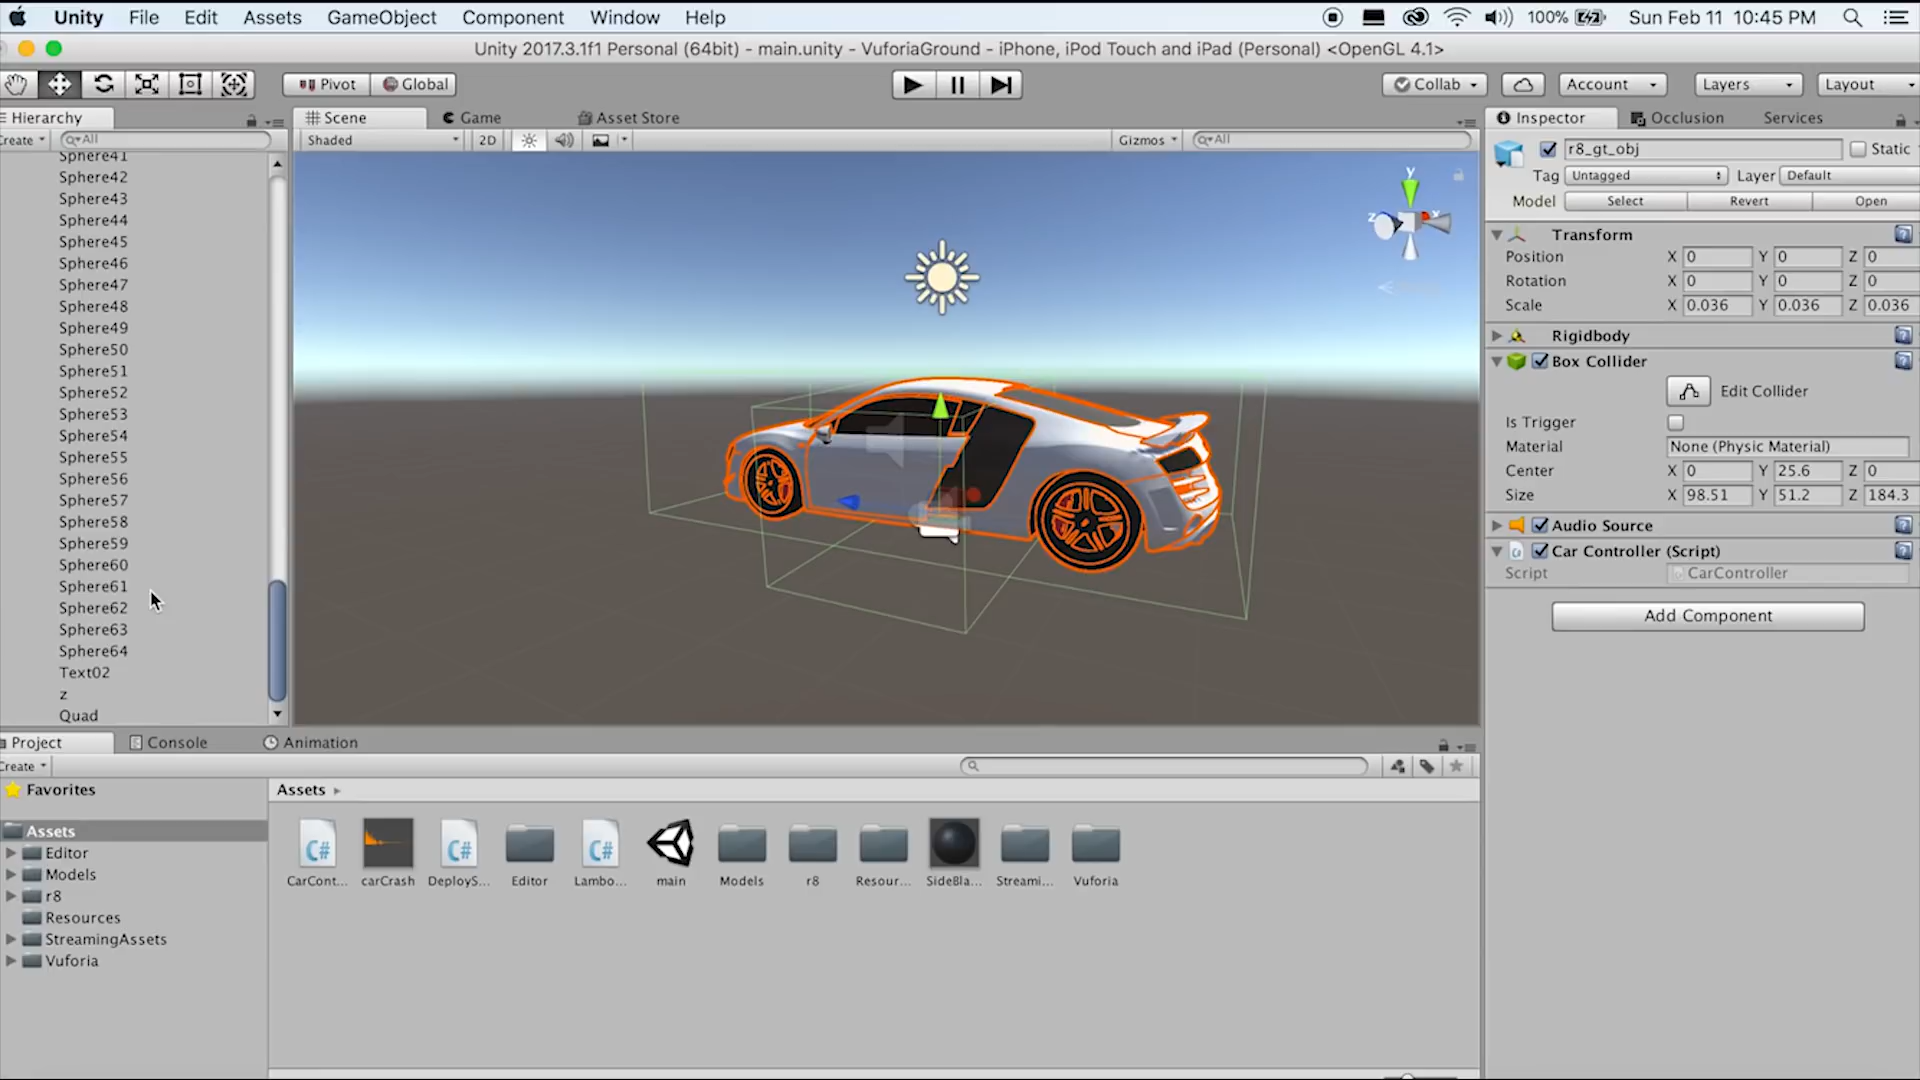 Unity File Edit Assets GameObject Component Window Help 100% Sun Feb 11 10:45 PM
Unity 2017.3.1f1 Personal (64bit) - main.unity - VuforiaGround - iPhone, iPod Touch and iPad (Personal) <OpenGL 4.1>
Pivot Global Collab Account Layers Layout
Hierarchy Scene Game Asset Store Inspector Occlusion Services
Create All Shaded 2D Gizmos All
Sphere41
Sphere42
Sphere43
Sphere44
Sphere45
Sphere46
Sphere47
Sphere48
Sphere49
Sphere50
Sphere51
Sphere52
Sphere53
Sphere54
Sphere55
Sphere56
Sphere57
Sphere58
Sphere59
Sphere60
Sphere61
Sphere62
Sphere63
Sphere64
Text02
z
Quad
y
z x
r8_gt_obj Static
Tag Untagged Layer Default
Model Select Revert Open
Transform
Position X 0 Y 0 Z 0
Rotation X 0 Y 0 Z 0
Scale X 0.036 Y 0.036 Z 0.036
Rigidbody
Box Collider
Edit Collider
Is Trigger
Material None (Physic Material)
Center X 0 Y 25.6 Z 0
Size X 98.51 Y 51.2 Z 184.3
Audio Source
Car Controller (Script)
Script CarController
Add Component
Project Console Animation
Create
Favorites
Assets
Editor
Models
r8
Resources
StreamingAssets
Vuforia
Assets
C# C# C#
CarCont... carCrash DeployS... Editor Lambo... main Models r8 Resour... SideBla... Streami... Vuforia